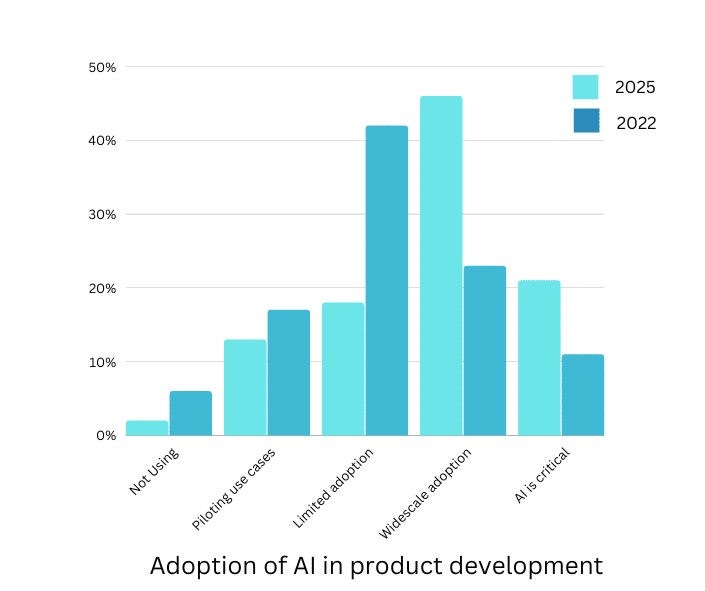 50%
2025
2022
40%
30%
20%
10%
0%
Not Using
Piloting use cases
Limited adoption
Widescale adoption
AI is critical
Adoption of AI in product development